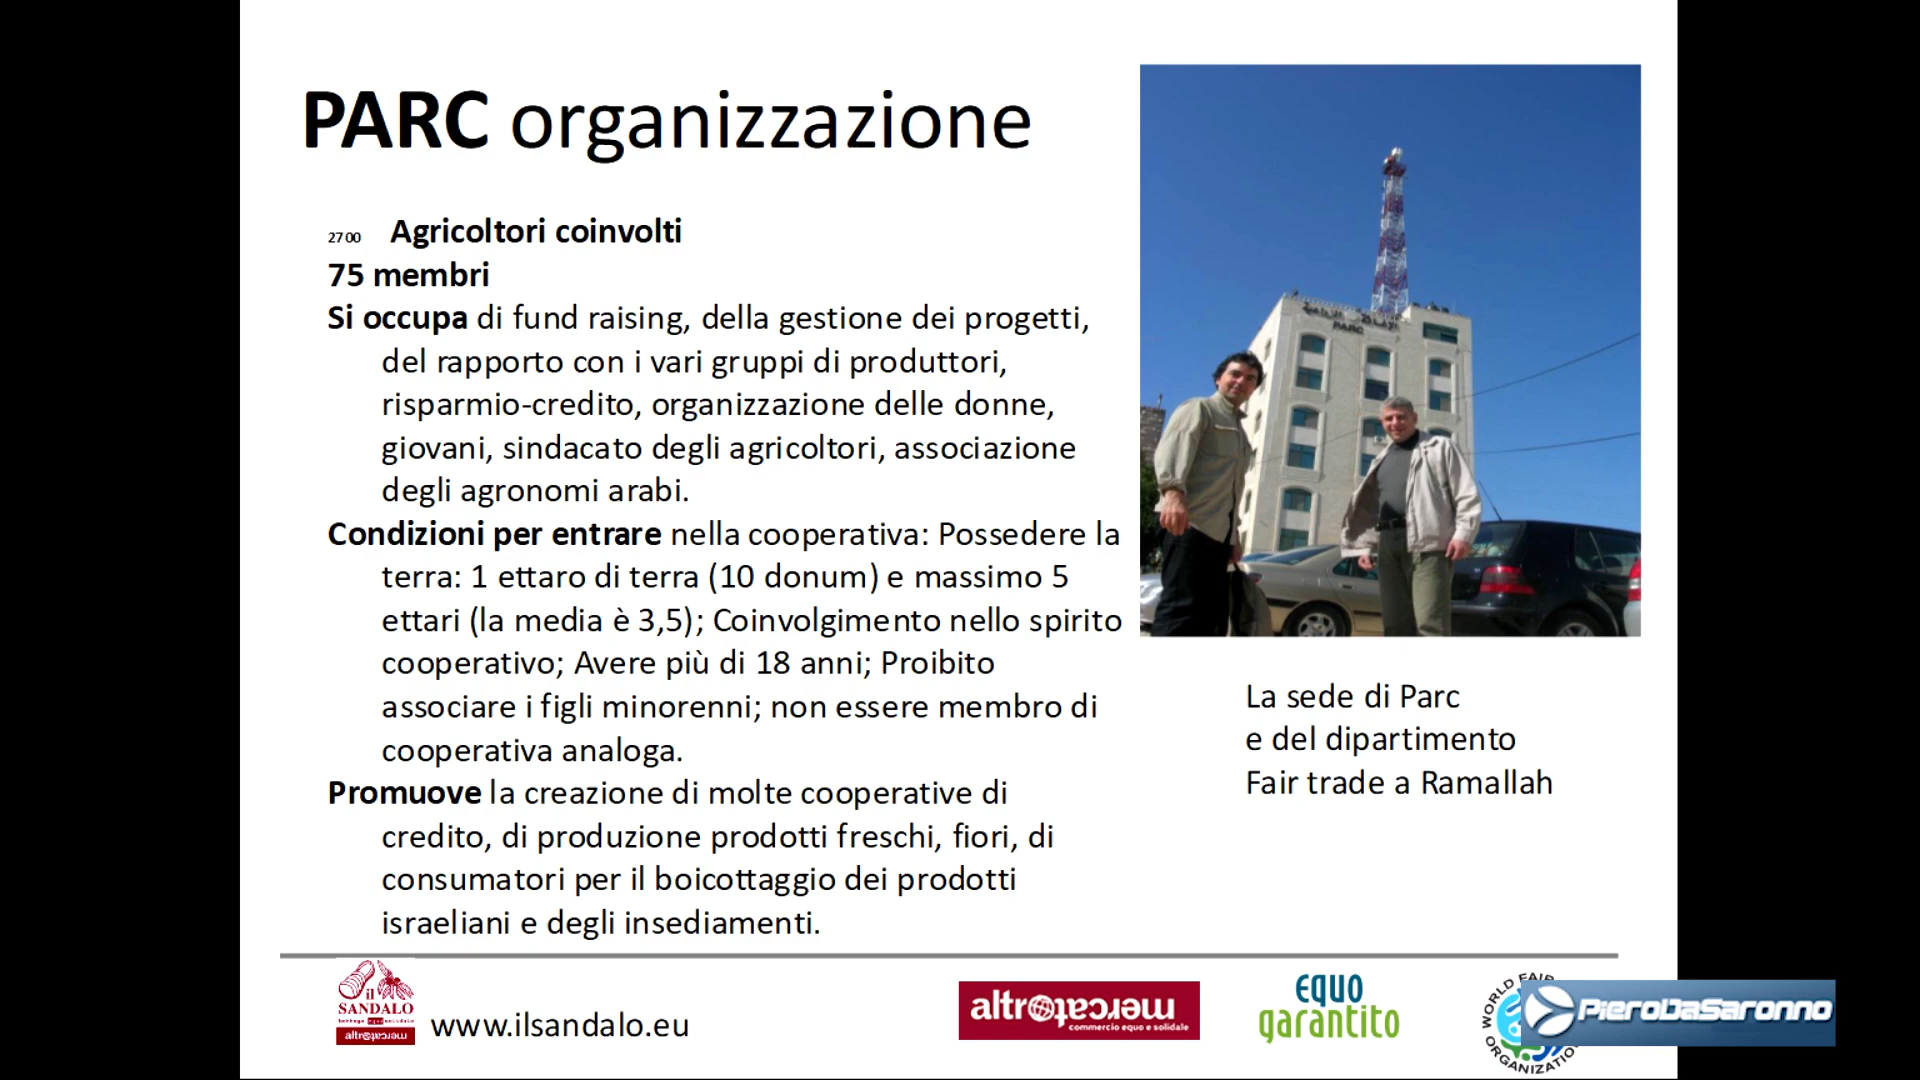 PARC organizzazione
2700 Agricoltori coinvolti
75 membri
Si occupa di fund raising, della gestione dei progetti,
del rapporto con i vari gruppi di produttori,
risparmio-credito, organizzazione delle donne,
giovani, sindacato degli agricoltori, associazione
degli agronomi arabi.
Condizioni per entrare nella cooperativa: Possedere la
terra: 1 ettaro di terra (10 donum) e massimo 5
ettari (la media è 3,5); Coinvolgimento nello spirito
cooperativo; Avere più di 18 anni; Proibito
associare i figli minorenni; non essere membro di
cooperativa analoga.
Promuove la creazione di molte cooperative di
credito, di produzione prodotti freschi, fiori, di
consumatori per il boicottaggio dei prodotti
israeliani e degli insediamenti.
PARC
La sede di Parc
e del dipartimento
Fair trade a Ramallah
il
SANDALO
altromercato
www.ilsandalo.eu
altromercato
commercio equo e solidale
equo
garantito
WORLD FAIR
ORGANIZATIO
PieroDaSaronno